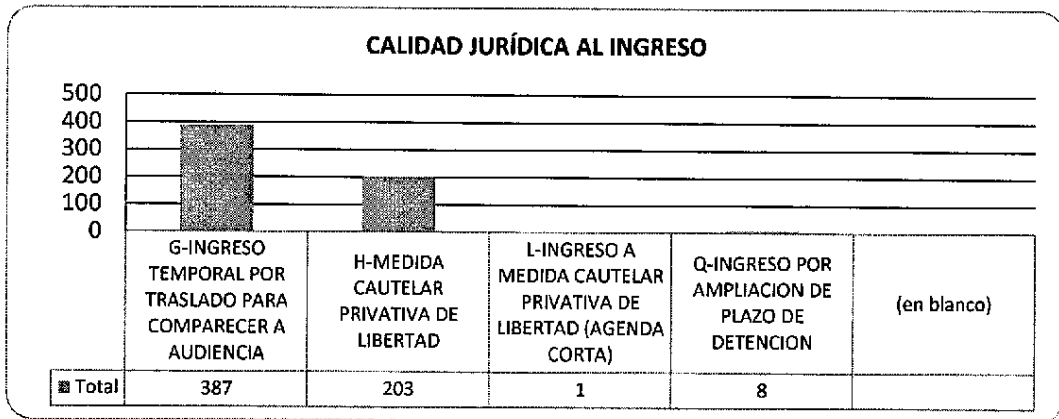 CALIDAD JURÍDICA AL INGRESO
500
400
300
200
100
0
G-INGRESO
TEMPORAL POR
TRASLADO PARA
COMPARECER A
AUDIENCIA
H-MEDIDA
CAUTELAR
PRIVATIVA DE
LIBERTAD
L-INGRESO A
MEDIDA CAUTELAR
PRIVATIVA DE
LIBERTAD (AGENDA
CORTA)
Q-INGRESO POR
AMPLIACION DE
PLAZO DE
DETENCION
(en blanco)
Total 387 203 1 8